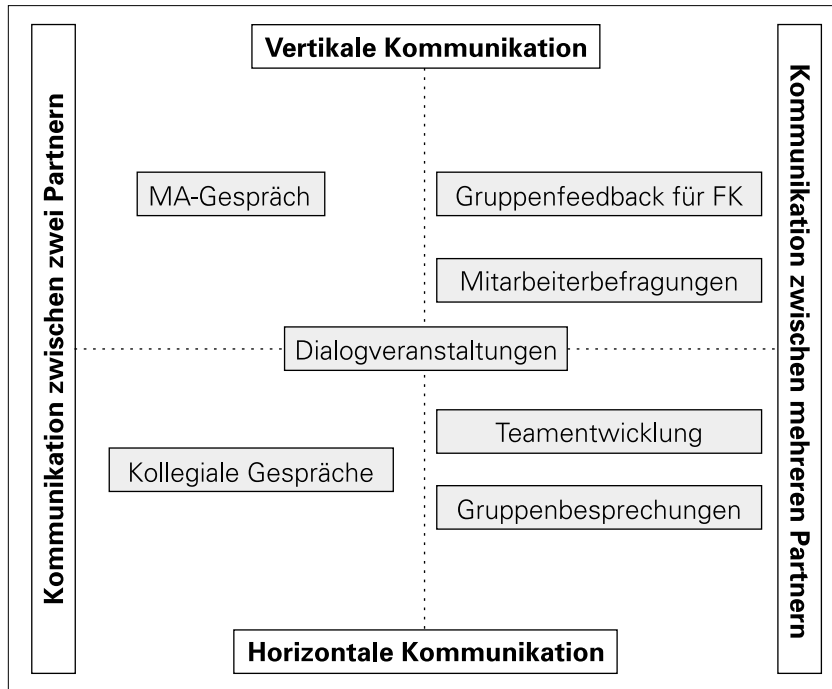 Vertikale Kommunikation
Kommunikation zwischen zwei Partnern
Kommunikation zwischen mehreren Partnern
MA-Gespräch
Gruppenfeedback für FK
Mitarbeiterbefragungen
Dialogveranstaltungen
Teamentwicklung
Kollegiale Gespräche
Gruppenbesprechungen
Horizontale Kommunikation